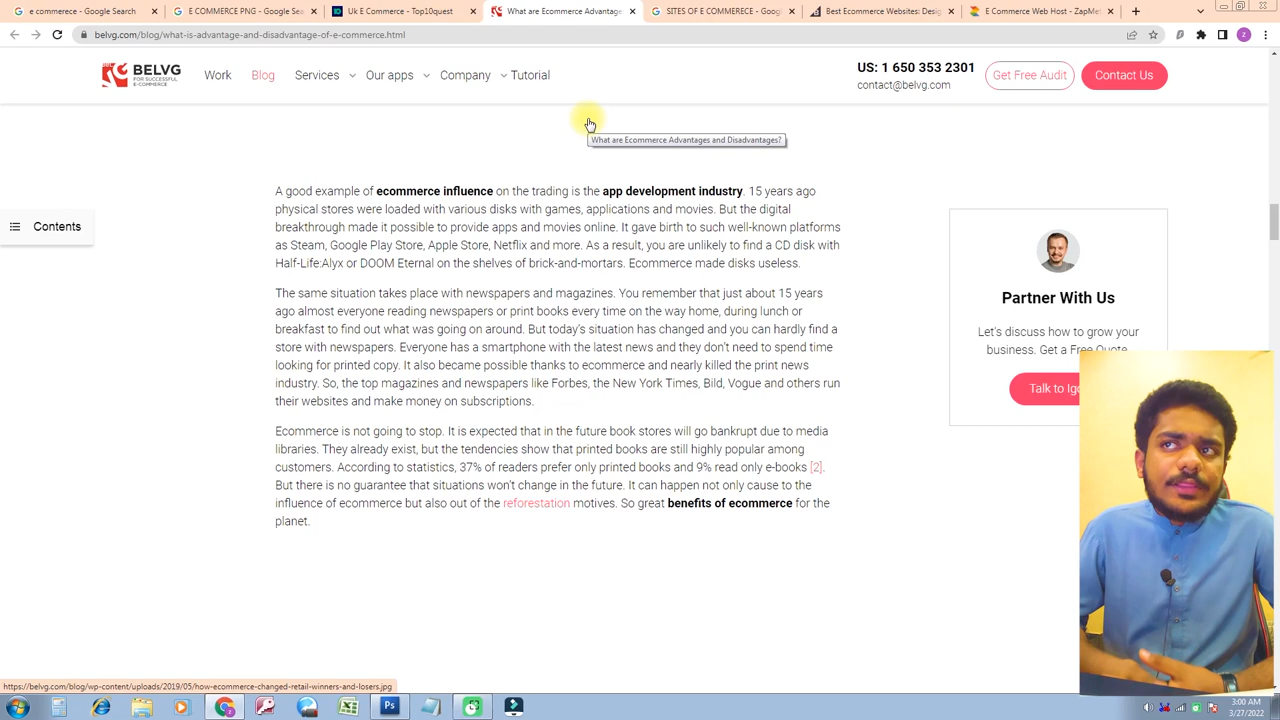 e commerce - Google Search
E COMMERCE PNG - Google Sea
Uk E Commerce - Top10quest
What are Ecommerce Advantage
SITES OF E COMMERECE - Goog
Best Ecommerce Websites: Desig
E Commerce Web Host - ZapMet
belvg.com/blog/what-is-advantage-and-disadvantage-of-e-commerce.html
BELVG
FOR SUCCESSFUL
E-COMMERCE
Work
Blog
Services
Our apps
Company
Tutorial
US: 1 650 353 2301
contact@belvg.com
Get Free Audit
Contact Us
What are Ecommerce Advantages and Disadvantages?
A good example of ecommerce influence on the trading is the app development industry. 15 years ago
physical stores were loaded with various disks with games, applications and movies. But the digital
breakthrough made it possible to provide apps and movies online. It gave birth to such well-known platforms
as Steam, Google Play Store, Apple Store, Netflix and more. As a result, you are unlikely to find a CD disk with
Half-Life:Alyx or DOOM Eternal on the shelves of brick-and-mortars. Ecommerce made disks useless.
Contents
The same situation takes place with newspapers and magazines. You remember that just about 15 years
ago almost everyone reading newspapers or print books every time on the way home, during lunch or
breakfast to find out what was going on around. But today's situation has changed and you can hardly find a
store with newspapers. Everyone has a smartphone with the latest news and they don't need to spend time
looking for printed copy. It also became possible thanks to ecommerce and nearly killed the print news
industry. So, the top magazines and newspapers like Forbes, the New York Times, Bild, Vogue and others run
their websites and make money on subscriptions.
Ecommerce is not going to stop. It is expected that in the future book stores will go bankrupt due to media
libraries. They already exist, but the tendencies show that printed books are still highly popular among
customers. According to statistics, 37% of readers prefer only printed books and 9% read only e-books [2].
But there is no guarantee that situations won't change in the future. It can happen not only cause to the
influence of ecommerce but also out of the reforestation motives. So great benefits of ecommerce for the
planet.
Partner With Us
Let's discuss how to grow your
business. Get a Free Quote
Talk to Igo
https://belvg.com/blog/wp-content/uploads/2019/05/how-ecommerce-changed-retail-winners-and-losers.jpg
Ps
3:00 AM
3/27/2022